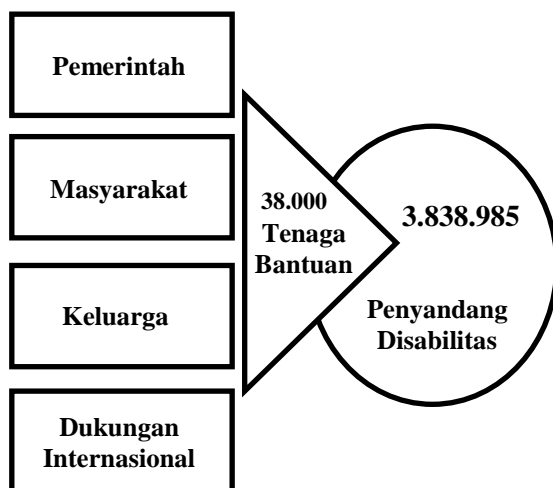 Pemerintah
Masyarakat
Keluarga
Dukungan
Internasional
38.000
Tenaga
Bantuan
3.838.985
Penyandang
Disabilitas